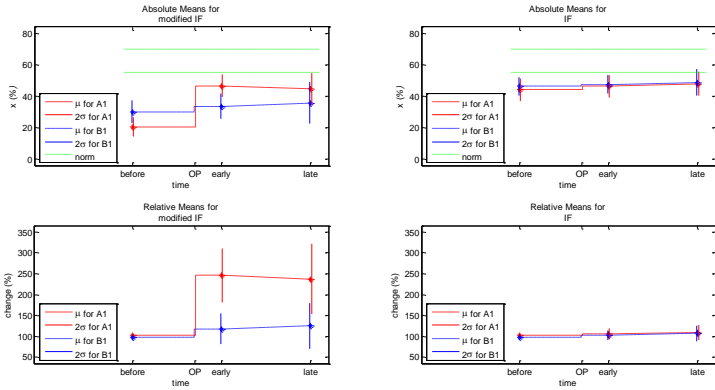 Absolute Means for
modified IF
x (%)
80
60
40
20
0
μ for A1
2σ for A1
μ for B1
2σ for B1
norm
before
OP
early
late
time
Absolute Means for
IF
x (%)
80
60
40
20
0
μ for A1
2σ for A1
μ for B1
2σ for B1
norm
before
OP
early
late
time
Relative Means for
modified IF
change (%)
350
300
250
200
150
100
50
μ for A1
2σ for A1
μ for B1
2σ for B1
before
OP
early
late
time
Relative Means for
IF
change (%)
350
300
250
200
150
100
50
μ for A1
2σ for A1
μ for B1
2σ for B1
before
OP
early
late
time